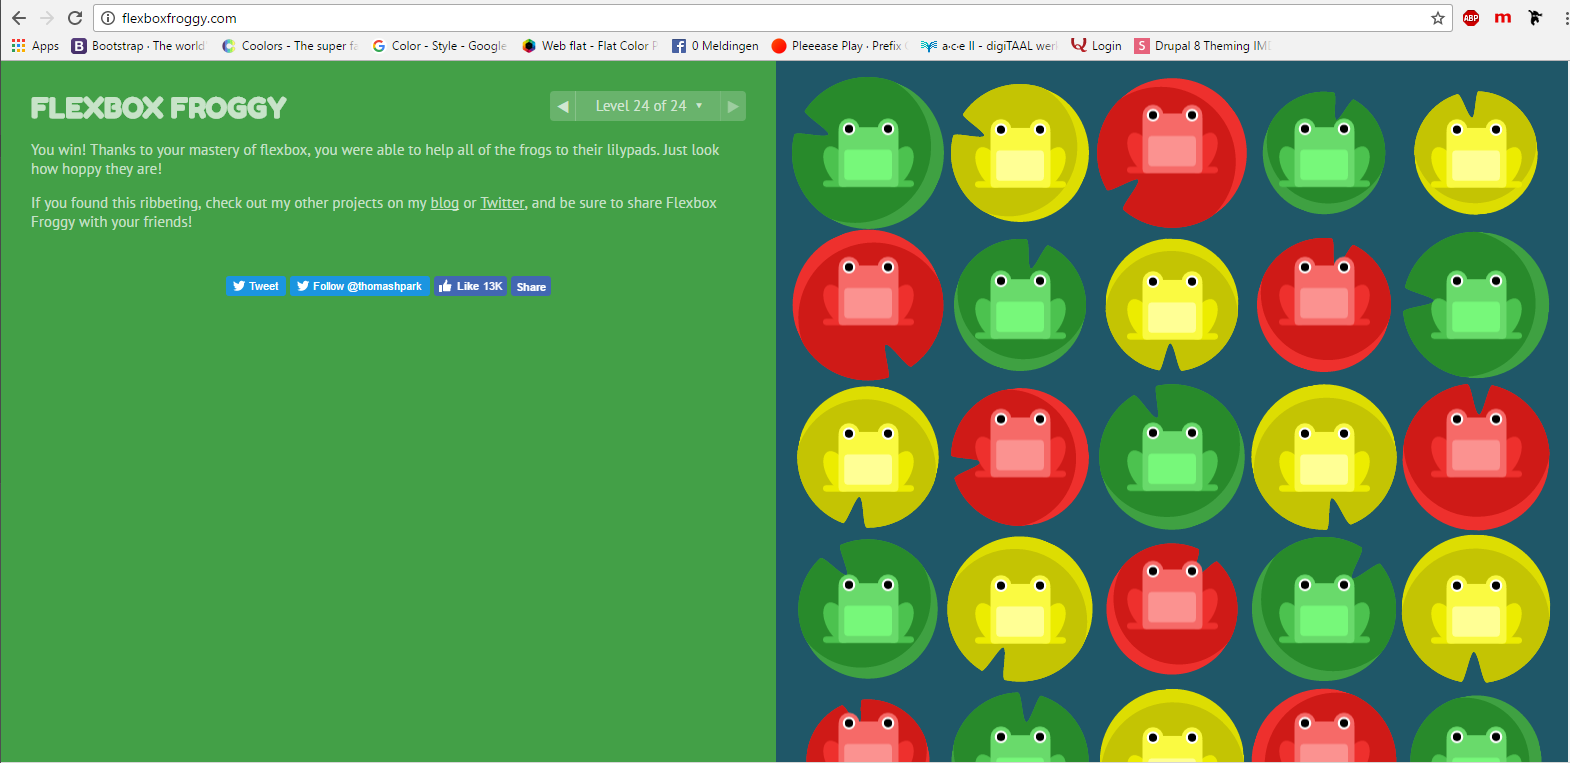 flexboxfroggy.com
ABP m
Apps B Bootstrap · The world Coolors - The super fa G Color - Style - Google Web flat - Flat Color P f 0 Meldingen Pleeease Play · Prefix a·c·e II - digiTAAL werl Login S Drupal 8 Theming IMD
FLEXBOX FROGGY
◀ Level 24 of 24 ▼ ▶
You win! Thanks to your mastery of flexbox, you were able to help all of the frogs to their lilypads. Just look
how hoppy they are!
If you found this ribbeting, check out my other projects on my blog or Twitter, and be sure to share Flexbox
Froggy with your friends!
Tweet Follow @thomashpark Like 13K Share